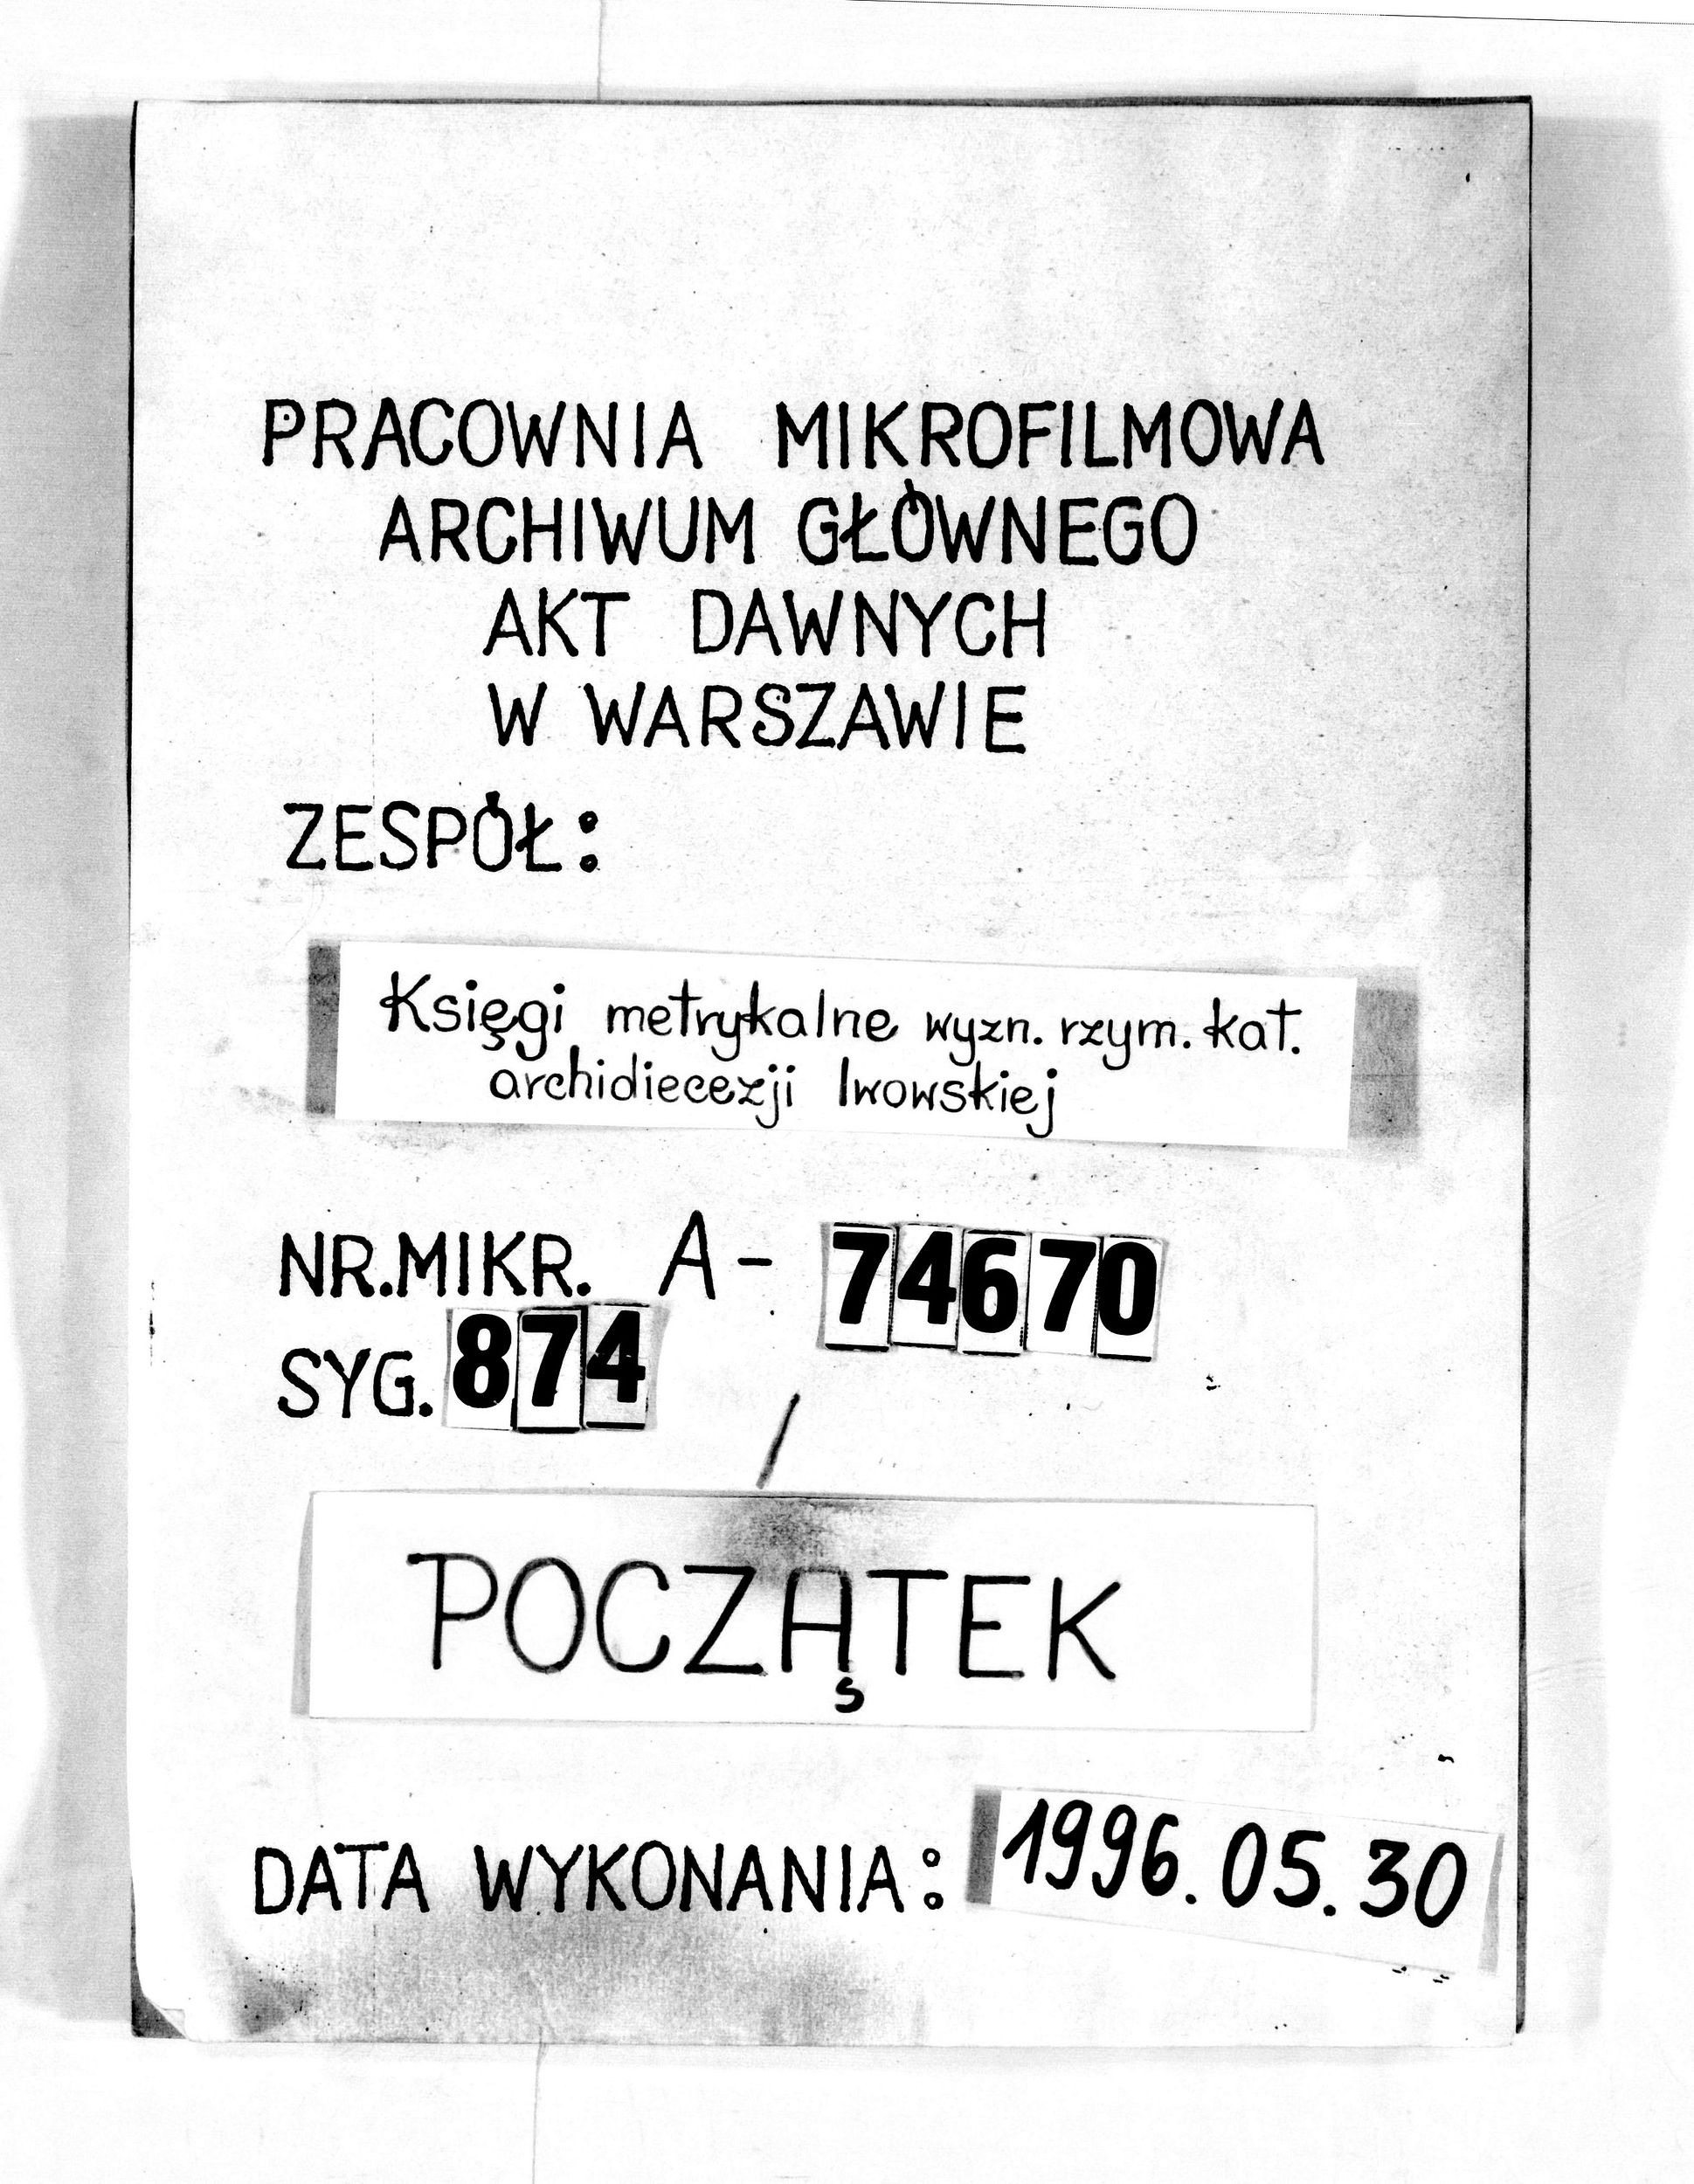 PRACOWNIA MIKROFILMOWA
ARCHIWUM GŁÓWNEGO
AKT DAWNYCH
W WARSZAWIE
ZESPÓŁ:
Księgi metrykalne wyzn. rzym. kat.
archidiecezji lwowskiej
NR.MIKR. A- 74670
SYG. 874
/
POCZĄTEK
DATA WYKONANIA: 1996.05.30